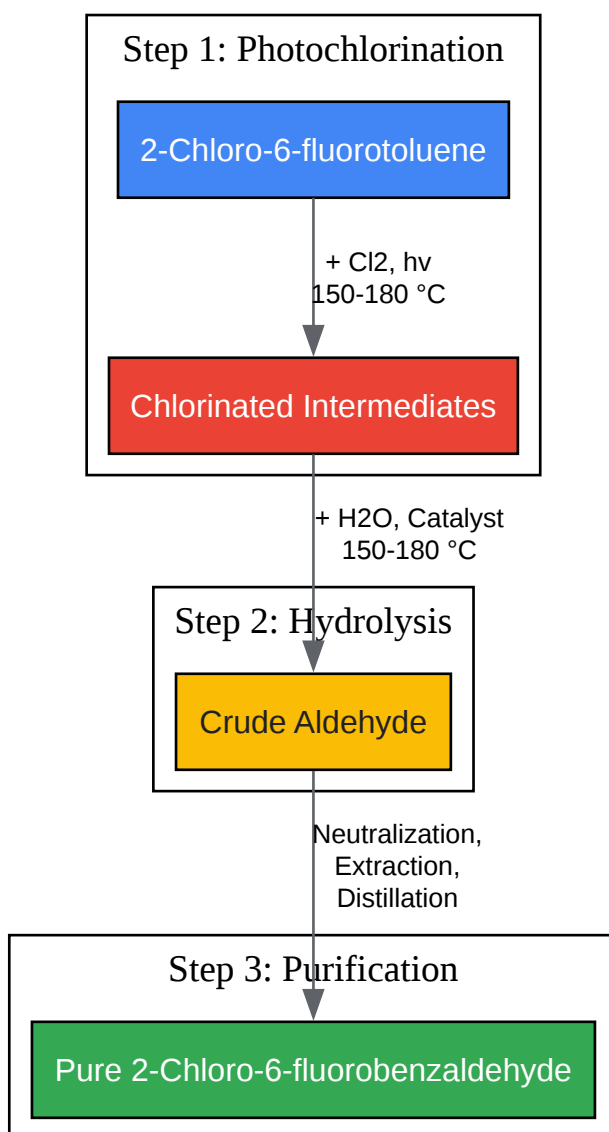 Step 1: Photochlorination
2-Chloro-6-fluorotoluene
+ Cl2, hv
150-180 °C
Chlorinated Intermediates
+ H2O, Catalyst
150-180 °C
Step 2: Hydrolysis
Crude Aldehyde
Neutralization,
Extraction,
Distillation
Step 3: Purification
Pure 2-Chloro-6-fluorobenzaldehyde